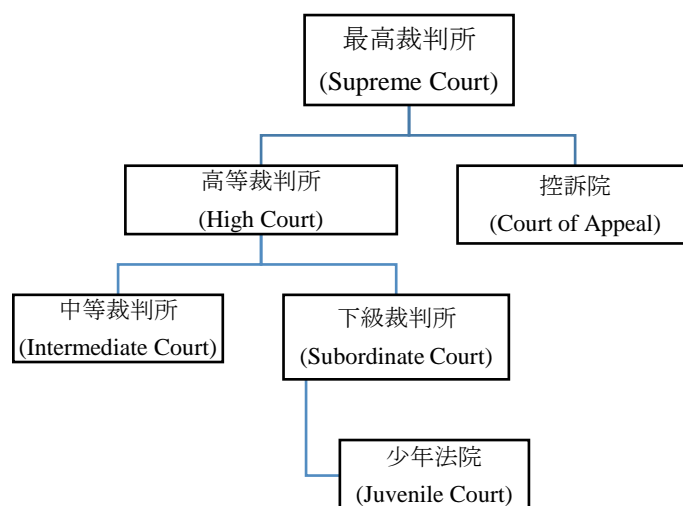 最高裁判所
(Supreme Court)
高等裁判所
(High Court)
控訴院
(Court of Appeal)
中等裁判所
(Intermediate Court)
下級裁判所
(Subordinate Court)
少年法院
(Juvenile Court)